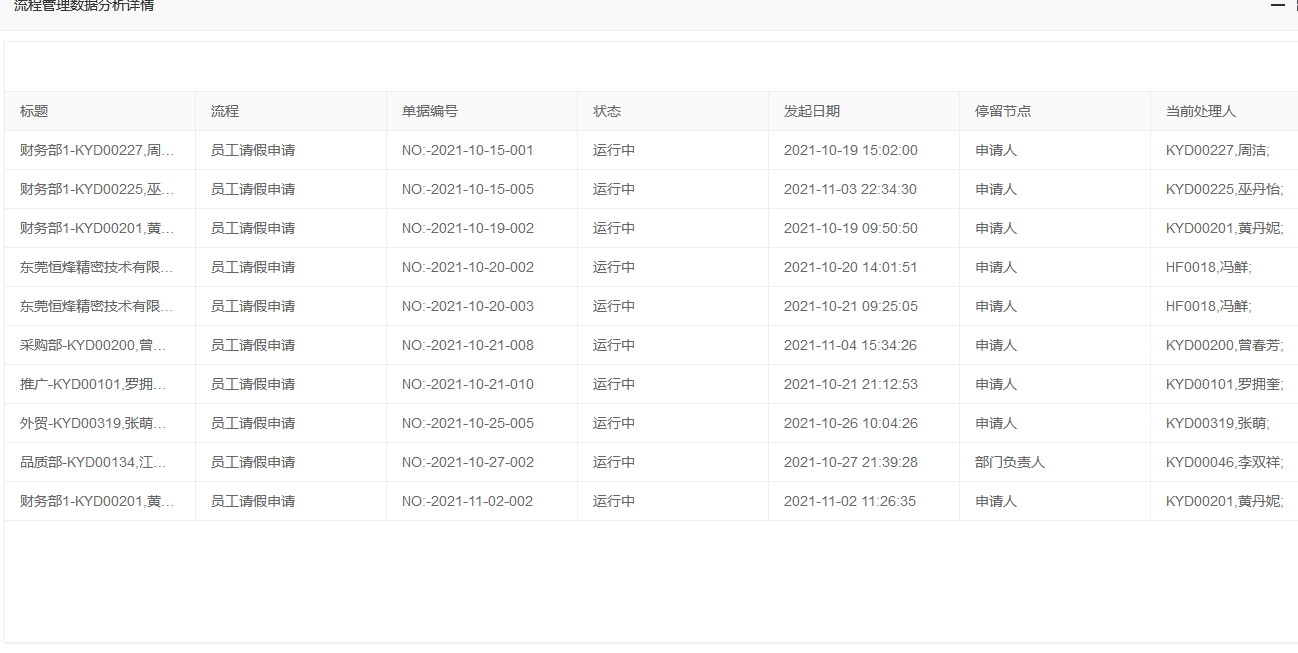 流程管理数据分析详情
标题 流程 单据编号 状态 发起日期 停留节点 当前处理人
财务部1-KYD00227,周... 员工请假申请 NO:-2021-10-15-001 运行中 2021-10-19 15:02:00 申请人 KYD00227,周洁;
财务部1-KYD00225,巫... 员工请假申请 NO:-2021-10-15-005 运行中 2021-11-03 22:34:30 申请人 KYD00225,巫丹怡;
财务部1-KYD00201,黄... 员工请假申请 NO:-2021-10-19-002 运行中 2021-10-19 09:50:50 申请人 KYD00201,黄丹妮;
东莞恒烽精密技术有限... 员工请假申请 NO:-2021-10-20-002 运行中 2021-10-20 14:01:51 申请人 HF0018,冯鲜;
东莞恒烽精密技术有限... 员工请假申请 NO:-2021-10-20-003 运行中 2021-10-21 09:25:05 申请人 HF0018,冯鲜;
采购部-KYD00200,曾... 员工请假申请 NO:-2021-10-21-008 运行中 2021-11-04 15:34:26 申请人 KYD00200,曾春芳;
推广-KYD00101,罗拥... 员工请假申请 NO:-2021-10-21-010 运行中 2021-10-21 21:12:53 申请人 KYD00101,罗拥奎;
外贸-KYD00319,张萌... 员工请假申请 NO:-2021-10-25-005 运行中 2021-10-26 10:04:26 申请人 KYD00319,张萌;
品质部-KYD00134,江... 员工请假申请 NO:-2021-10-27-002 运行中 2021-10-27 21:39:28 部门负责人 KYD00046,李双祥;
财务部1-KYD00201,黄... 员工请假申请 NO:-2021-11-02-002 运行中 2021-11-02 11:26:35 申请人 KYD00201,黄丹妮;